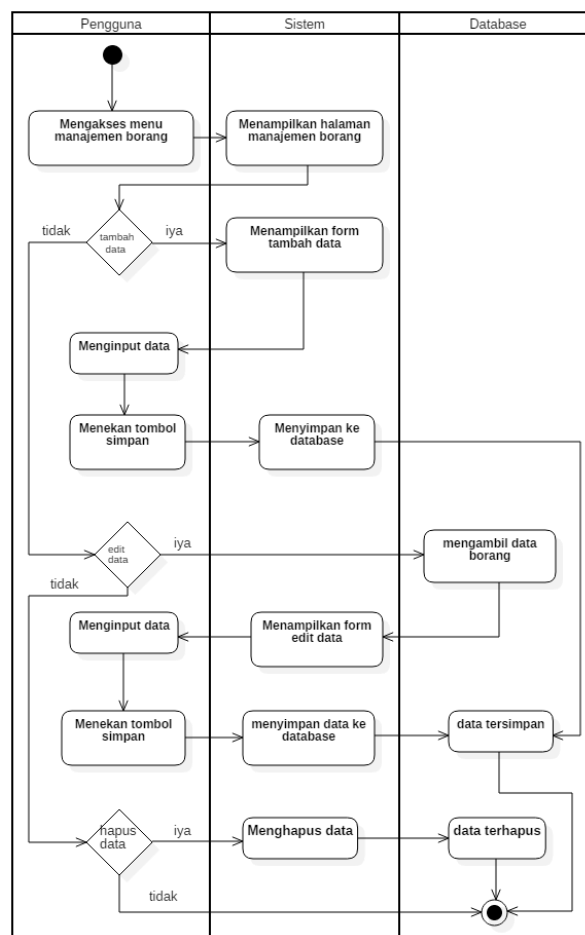 Pengguna
Sistem
Database
Mengakses menu
manajemen borang
Menampilkan halaman
manajemen borang
tidak
tambah
data
iya
Menampilkan form
tambah data
Menginput data
Menekan tombol
simpan
Menyimpan ke
database
edit
data
iya
mengambil data
borang
tidak
Menginput data
Menampilkan form
edit data
Menekan tombol
simpan
menyimpan data ke
database
data tersimpan
hapus
data
iya
Menghapus data
data terhapus
tidak